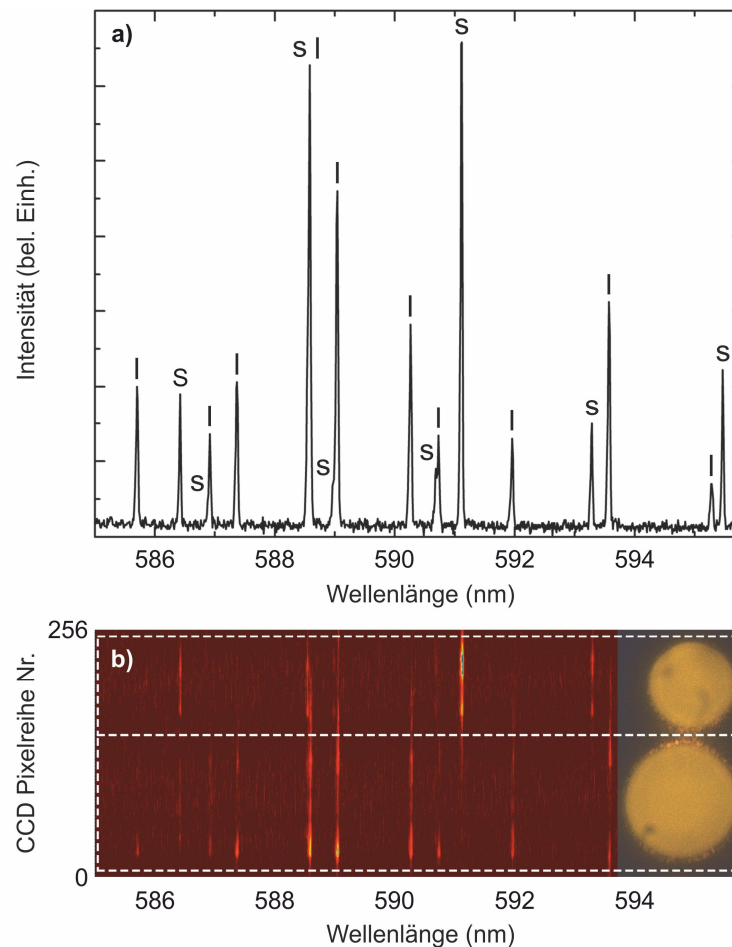 a)
s l
s
l
l
l
l
s
l
l
s
s
l
s
s
l
s
l
Intensität (bel. Einh.)
586 588 590 592 594
Wellenlänge (nm)
256
b)
CCD Pixelreihe Nr.
0
586 588 590 592 594
Wellenlänge (nm)